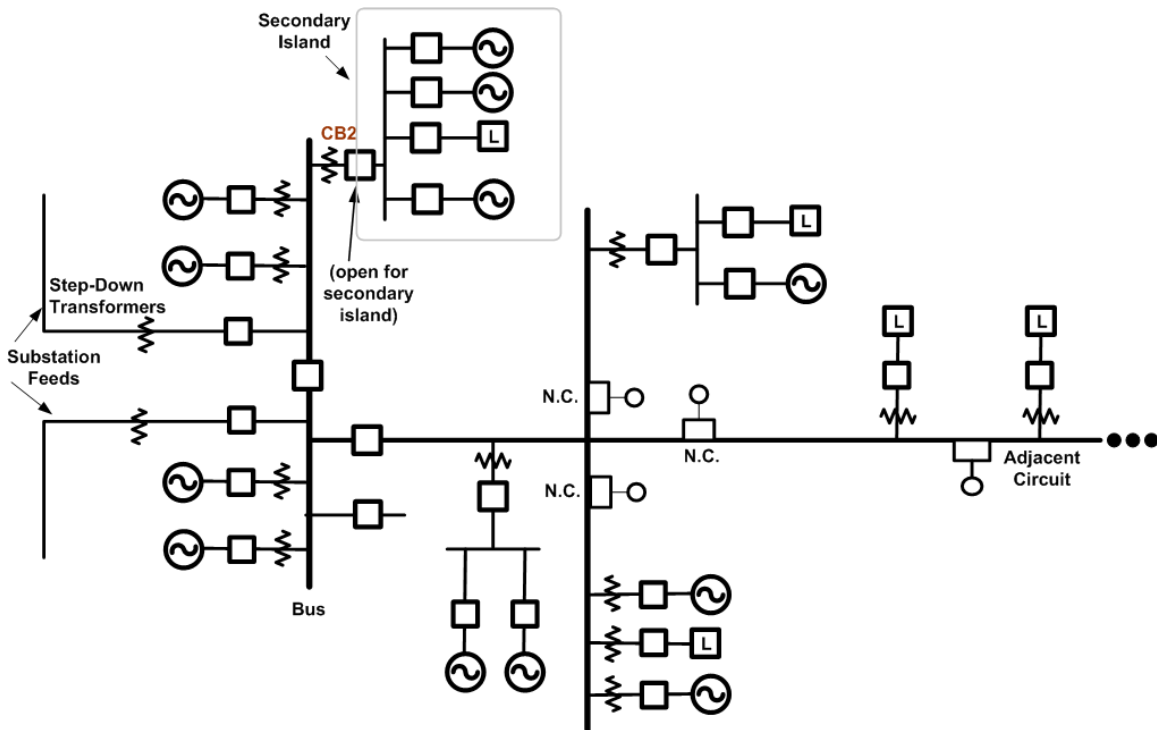 Secondary
Island
CB2
L
(open for
secondary
island)
Step-Down
Transformers
Substation
Feeds
Bus
L
L
L
N.C.
N.C.
N.C.
Adjacent
Circuit
L